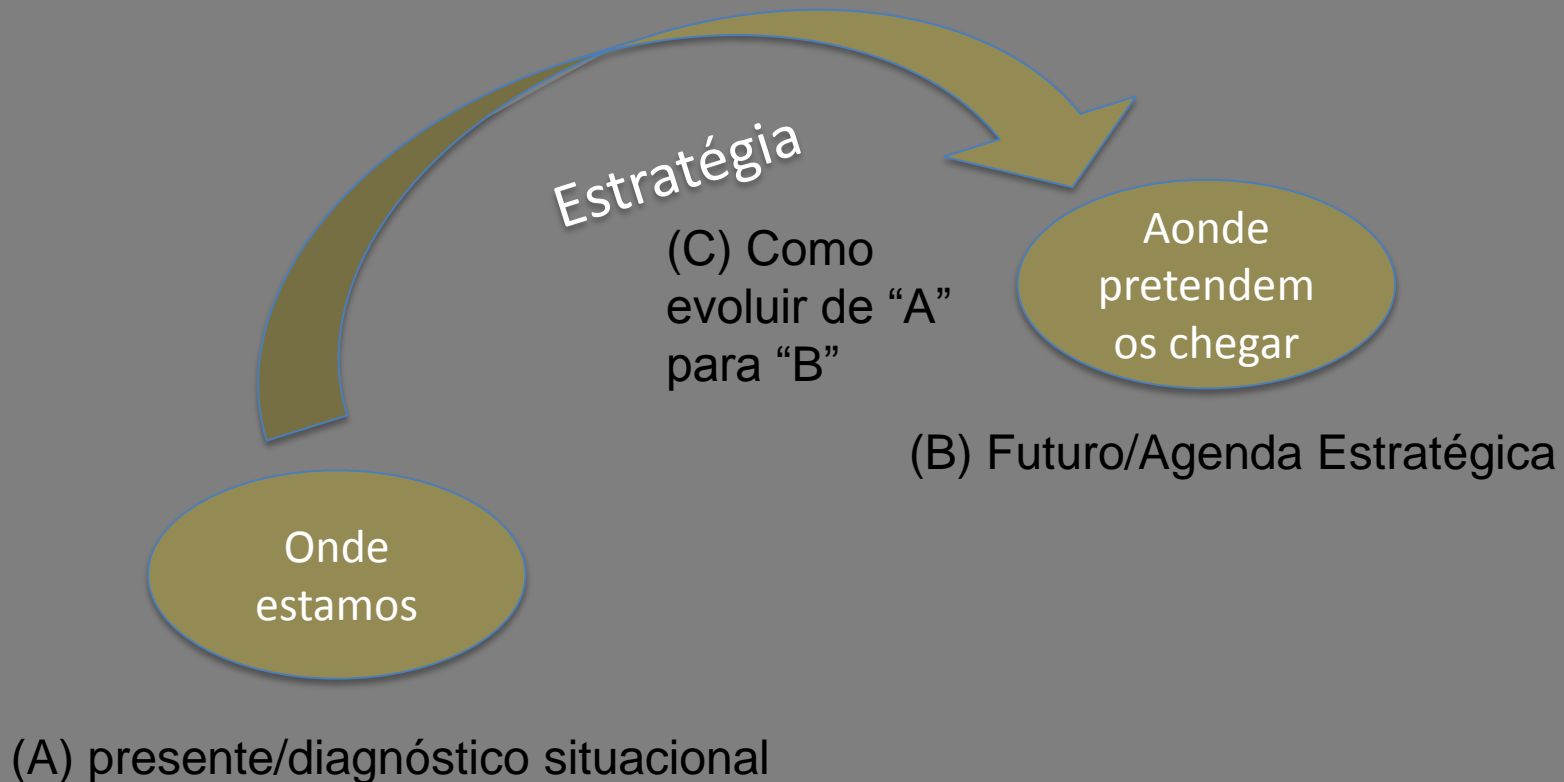 Estratégia
(C) Como
evoluir de “A”
para “B”
Aonde
pretendem
os chegar
(B) Futuro/Agenda Estratégica
Onde
estamos
(A) presente/diagnóstico situacional